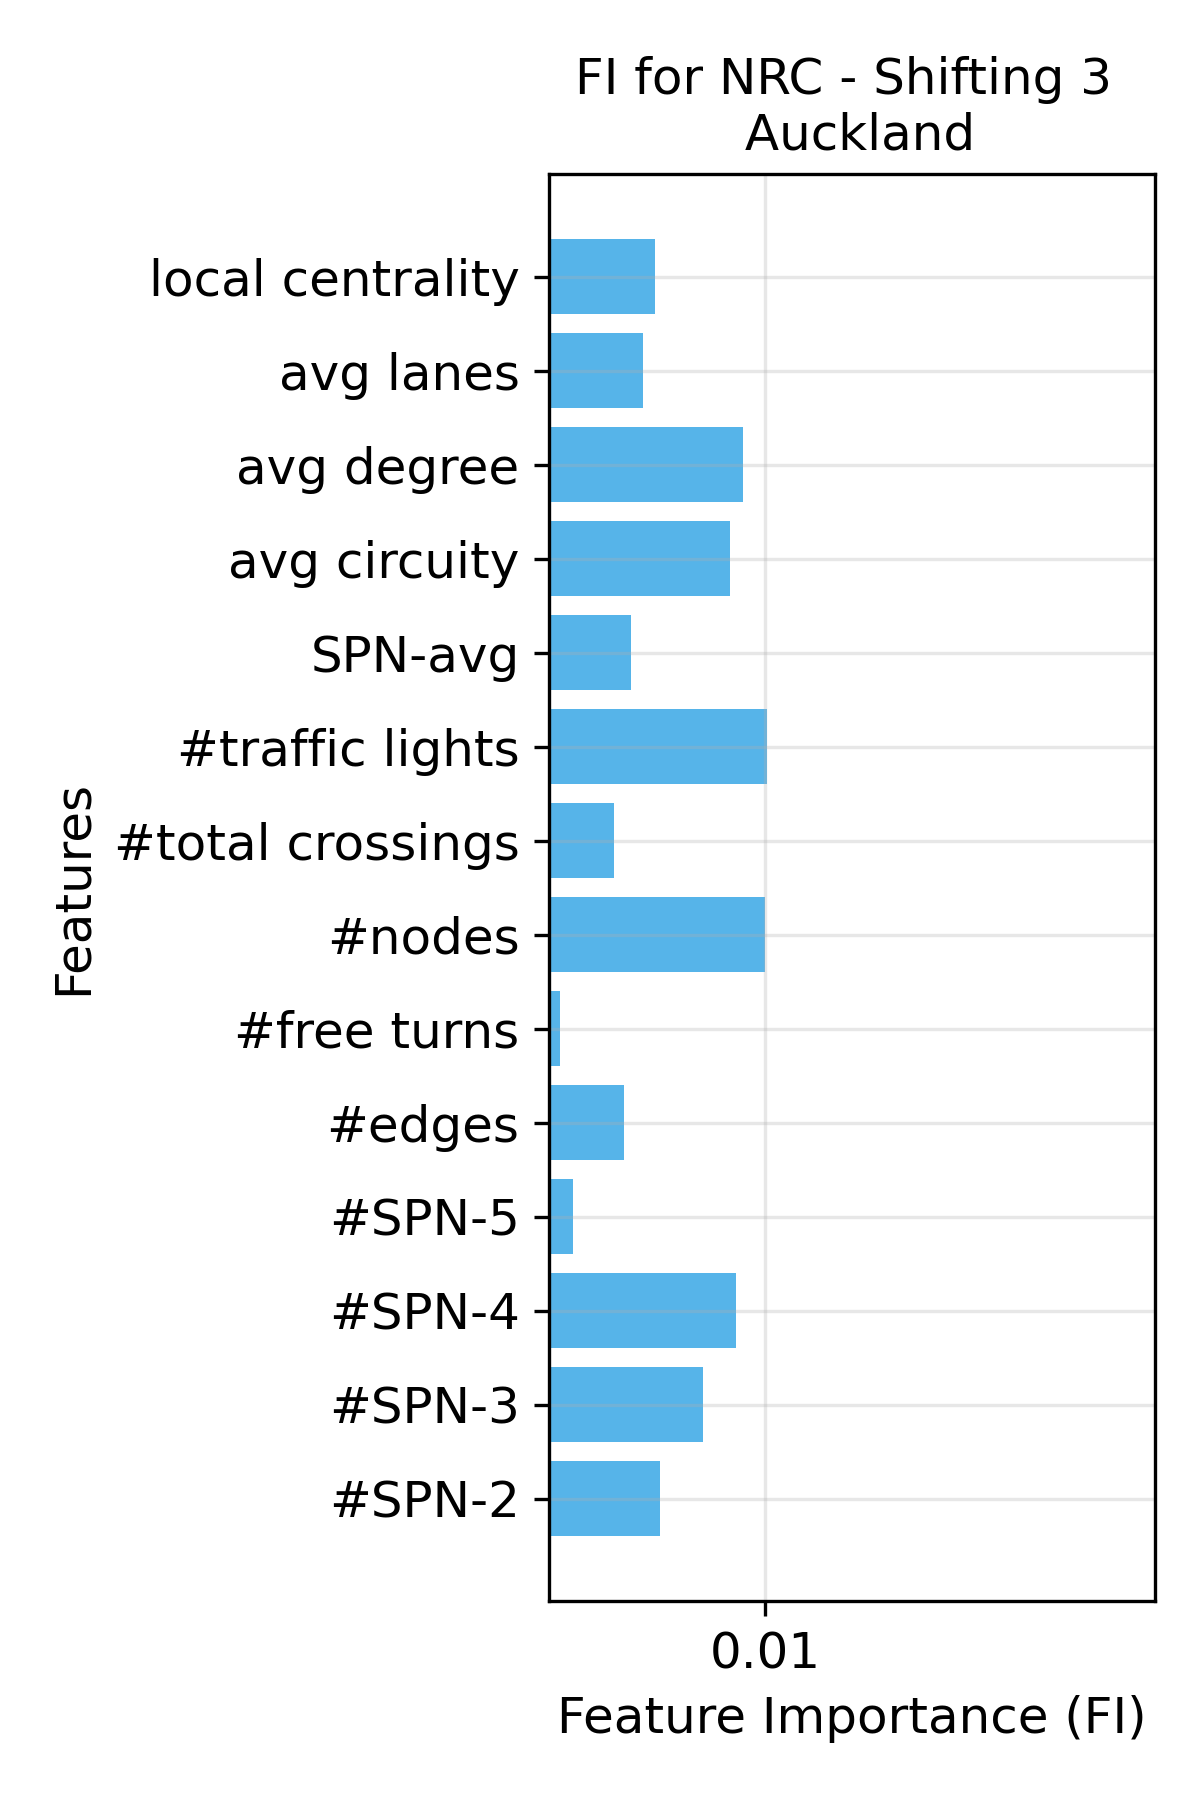 FI for NRC - Shifting 3
Auckland
local centrality
avg lanes
avg degree
avg circuity
SPN-avg
#traffic lights
#total crossings
#nodes
#free turns
#edges
#SPN-5
#SPN-4
#SPN-3
#SPN-2
Features
0.01
Feature Importance (FI)